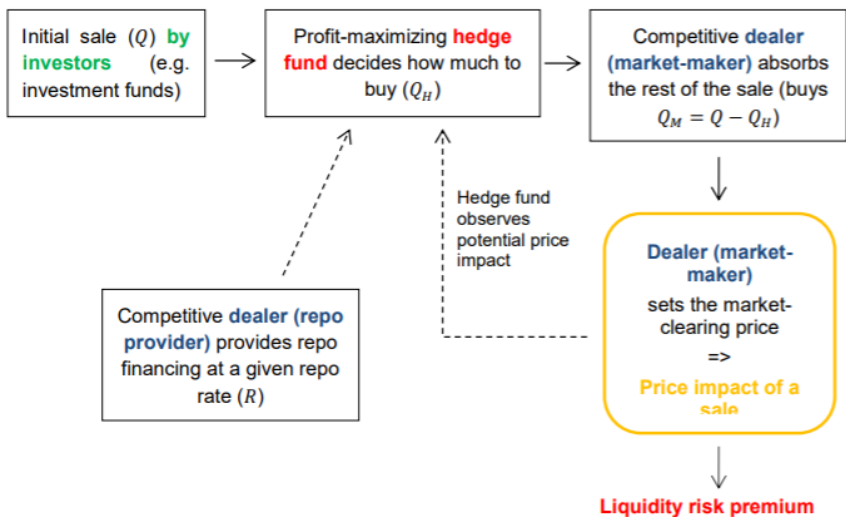 Initial sale (Q) by
investors (e.g.
investment funds)
Profit-maximizing hedge
fund decides how much to
buy (Q_H)
Competitive dealer
(market-maker) absorbs
the rest of the sale (buys
Q_M = Q − Q_H)
Hedge fund
observes
potential price
impact
Dealer (market-
maker)
sets the market-
clearing price
=>
Price impact of a
sale
Competitive dealer (repo
provider) provides repo
financing at a given repo
rate (R)
Liquidity risk premium